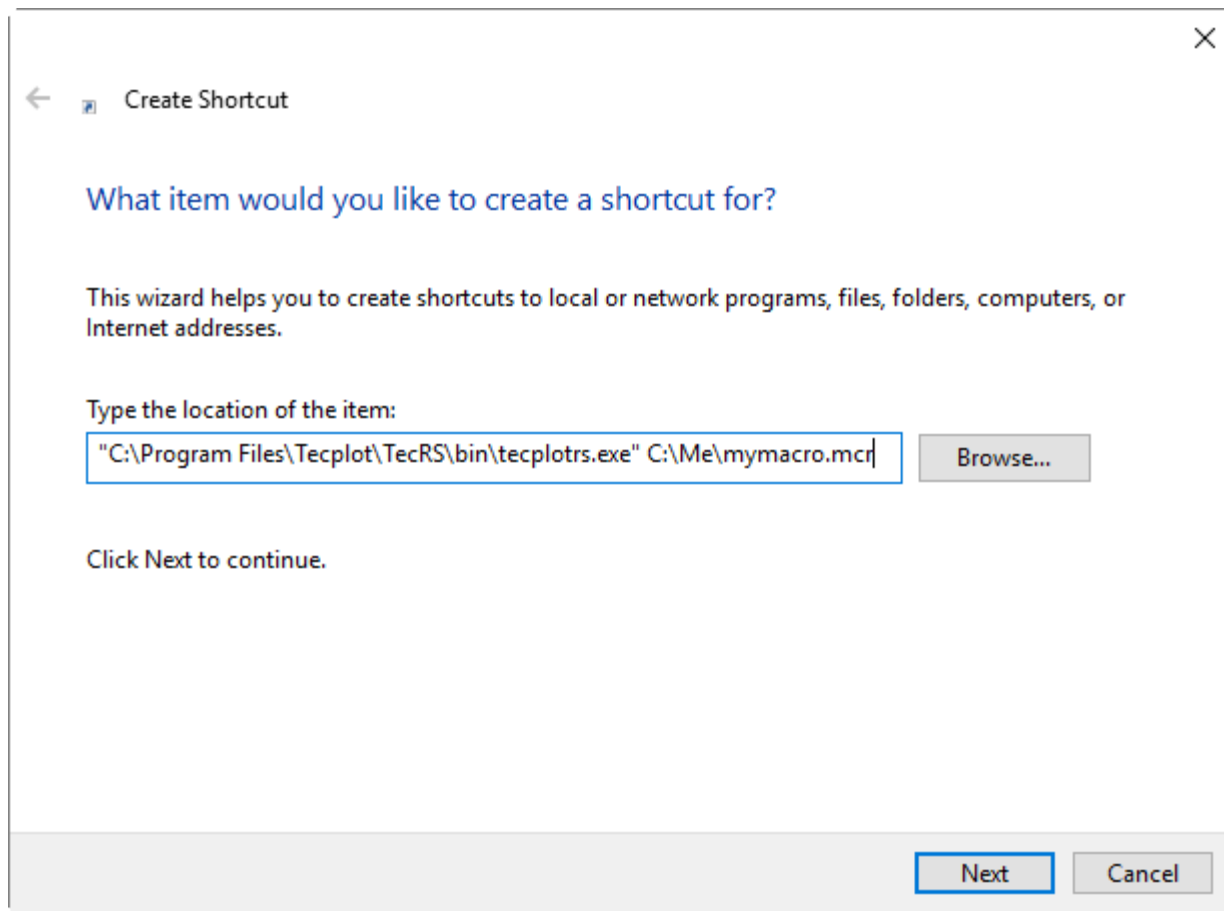 Create Shortcut
What item would you like to create a shortcut for?
This wizard helps you to create shortcuts to local or network programs, files, folders, computers, or
Internet addresses.
Type the location of the item:
"C:\Program Files\Tecplot\TecRS\bin\tecplotrs.exe" C:\Me\mymacro.mcr
Browse...
Click Next to continue.
Next
Cancel